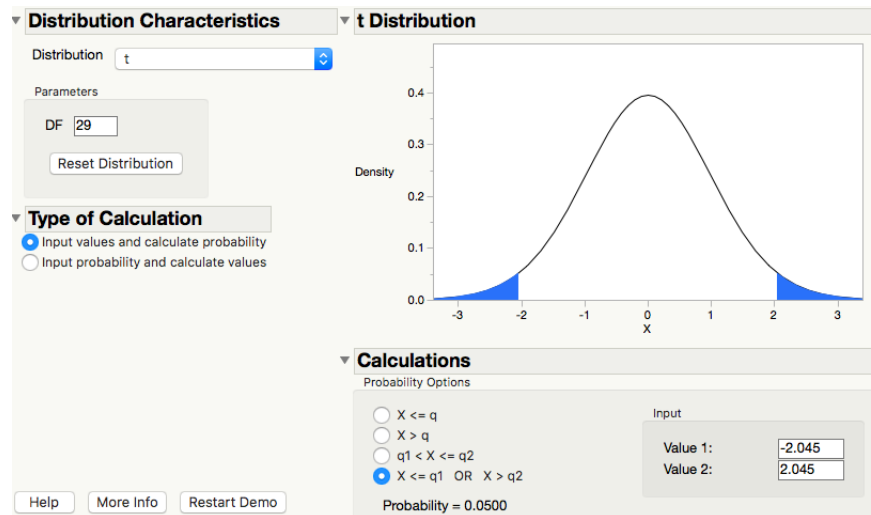 Distribution Characteristics
Distribution t
Parameters
DF 29
Reset Distribution
Type of Calculation
Input values and calculate probability
Input probability and calculate values
Help More Info Restart Demo
t Distribution
0.4
0.3
Density
0.2
0.1
0.0
-3 -2 -1 0 1 2 3
X
Calculations
Probability Options
X <= q
X > q
q1 < X <= q2
X <= q1 OR X > q2
Probability = 0.0500
Input
Value 1: -2.045
Value 2: 2.045